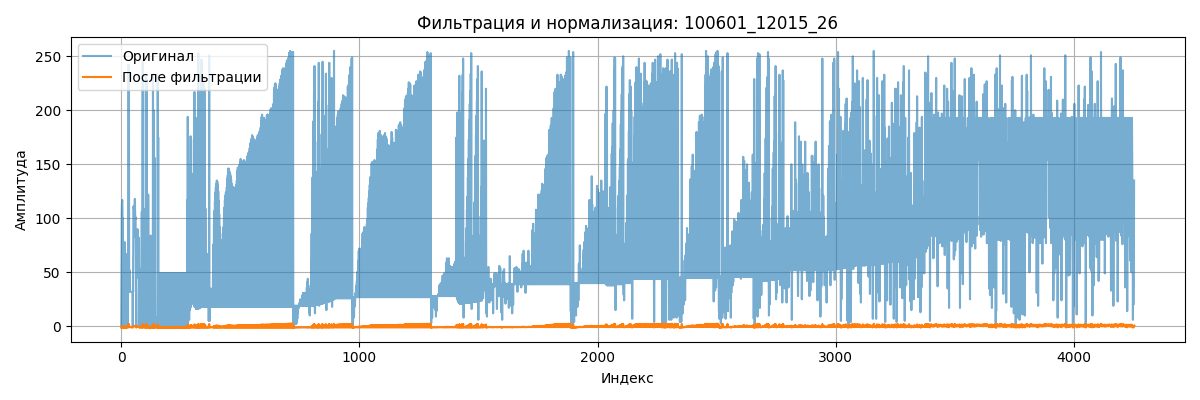 Фильтрация и нормализация: 100601_12015_26
Оригинал
После фильтрации
Амплитуда
250
200
150
100
50
0
0 1000 2000 3000 4000
Индекс